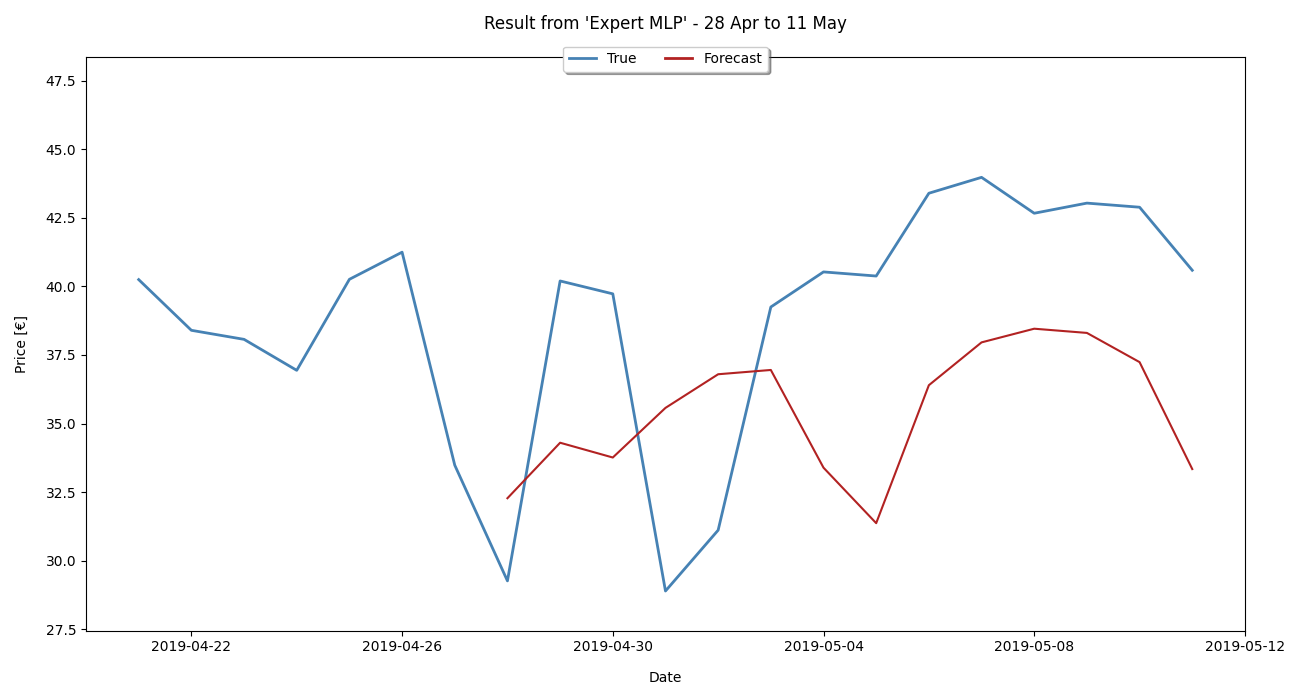 Result from 'Expert MLP' - 28 Apr to 11 May
True Forecast
47.5
45.0
42.5
40.0
37.5
35.0
32.5
30.0
27.5
Price [€]
2019-04-22 2019-04-26 2019-04-30 2019-05-04 2019-05-08 2019-05-12
Date